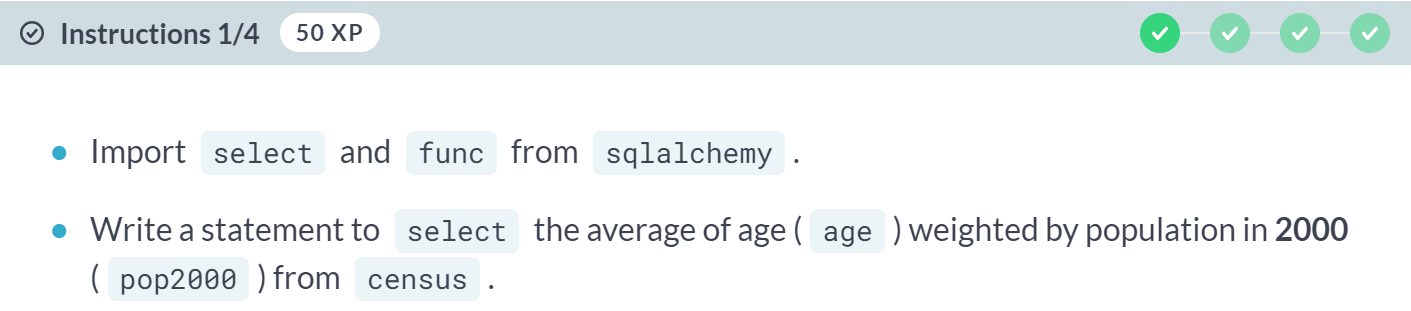 Instructions 1/4 50 XP
Import select and func from sqlalchemy .
Write a statement to select the average of age ( age ) weighted by population in 2000
( pop2000 ) from census .